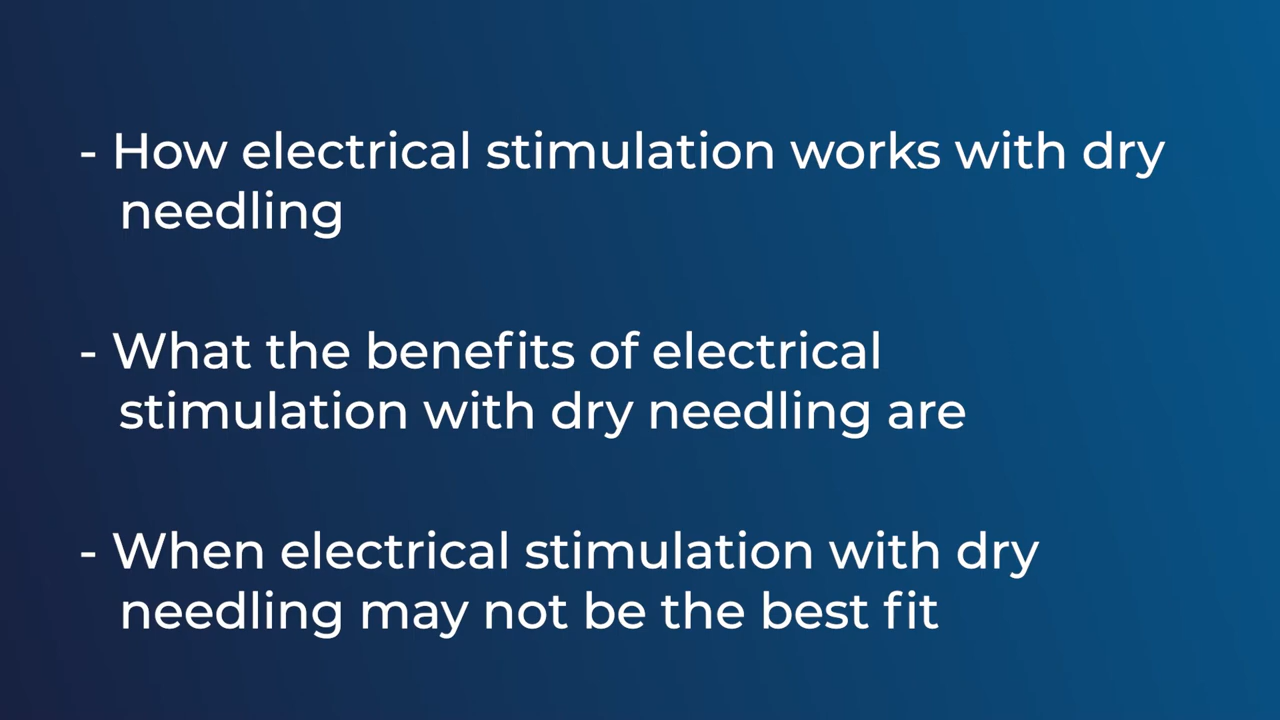 - How electrical stimulation works with dry
needling
- What the benefits of electrical
stimulation with dry needling are
- When electrical stimulation with dry
needling may not be the best fit